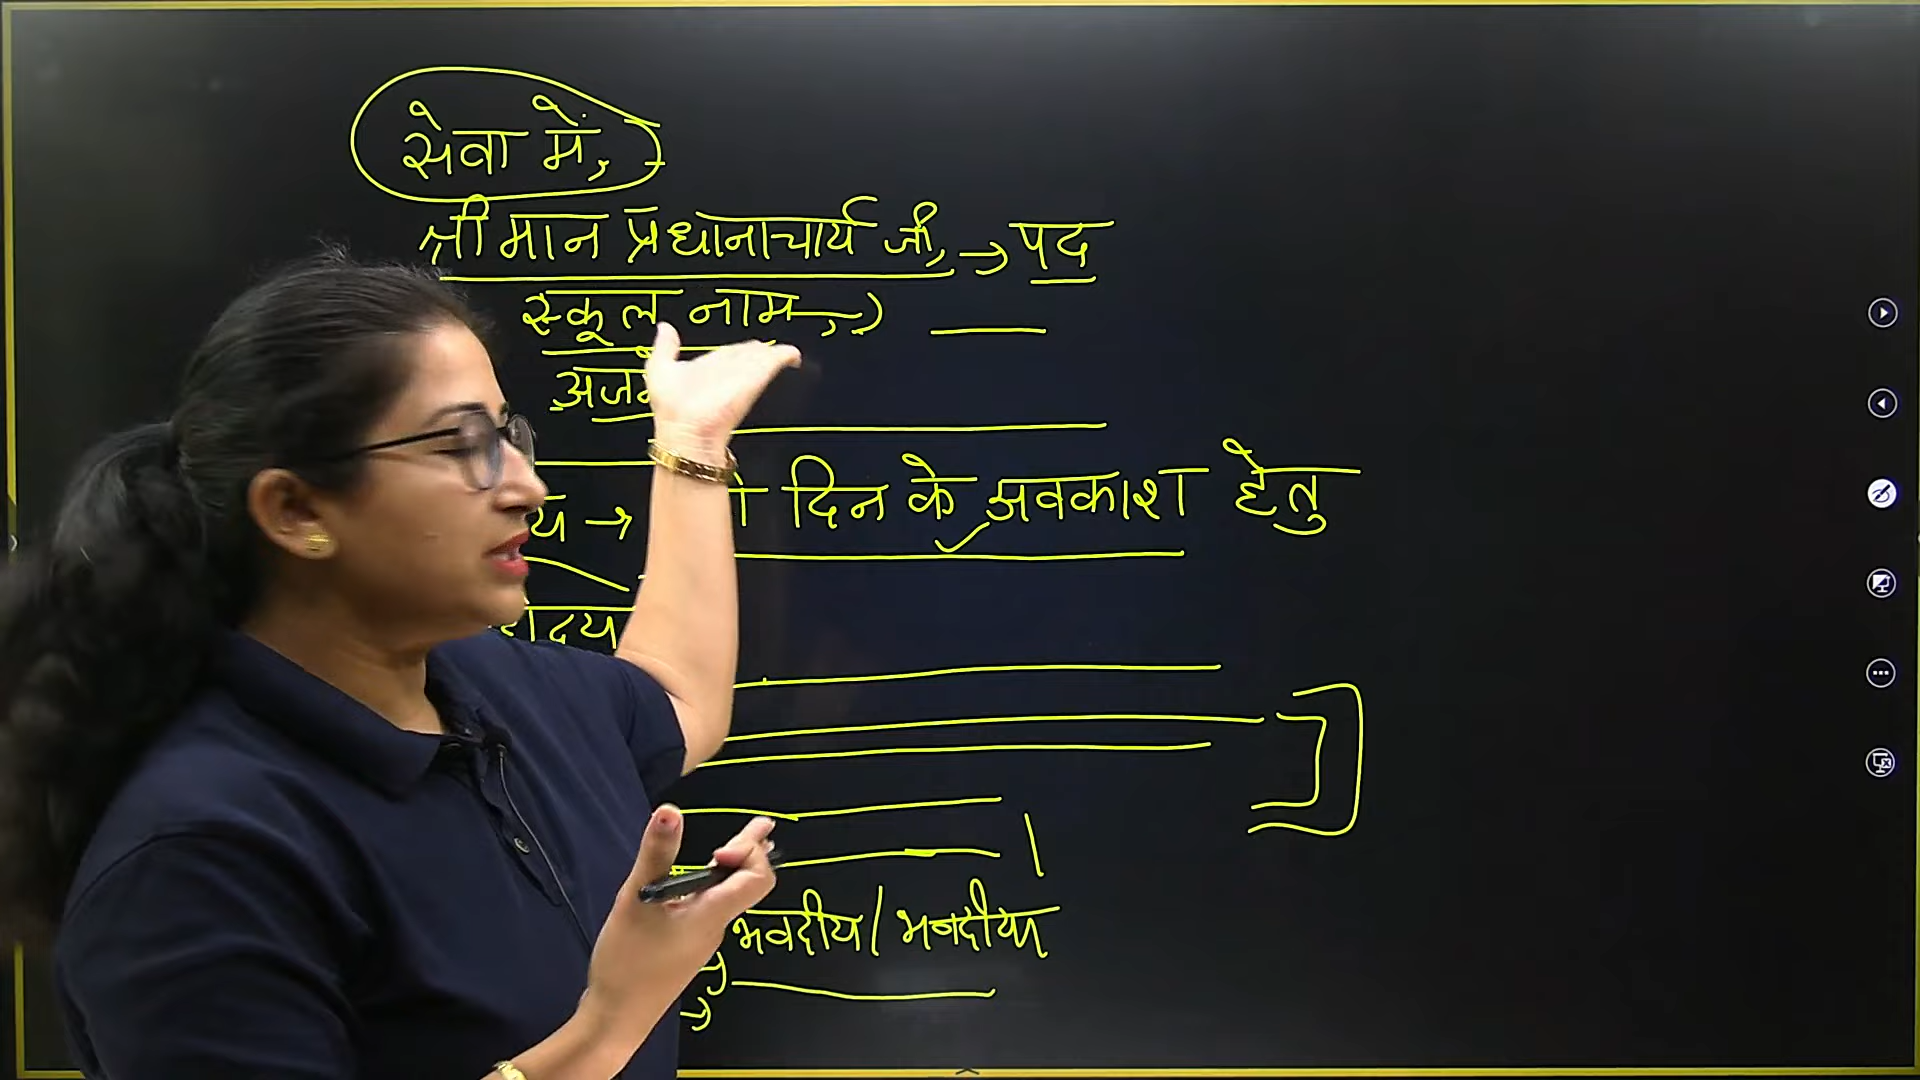 सेवा में,
श्रीमान प्रधानाचार्य जी, → पद
स्कूल नाम,
दिन के अवकाश हेतु
भवदीय / भवदीया